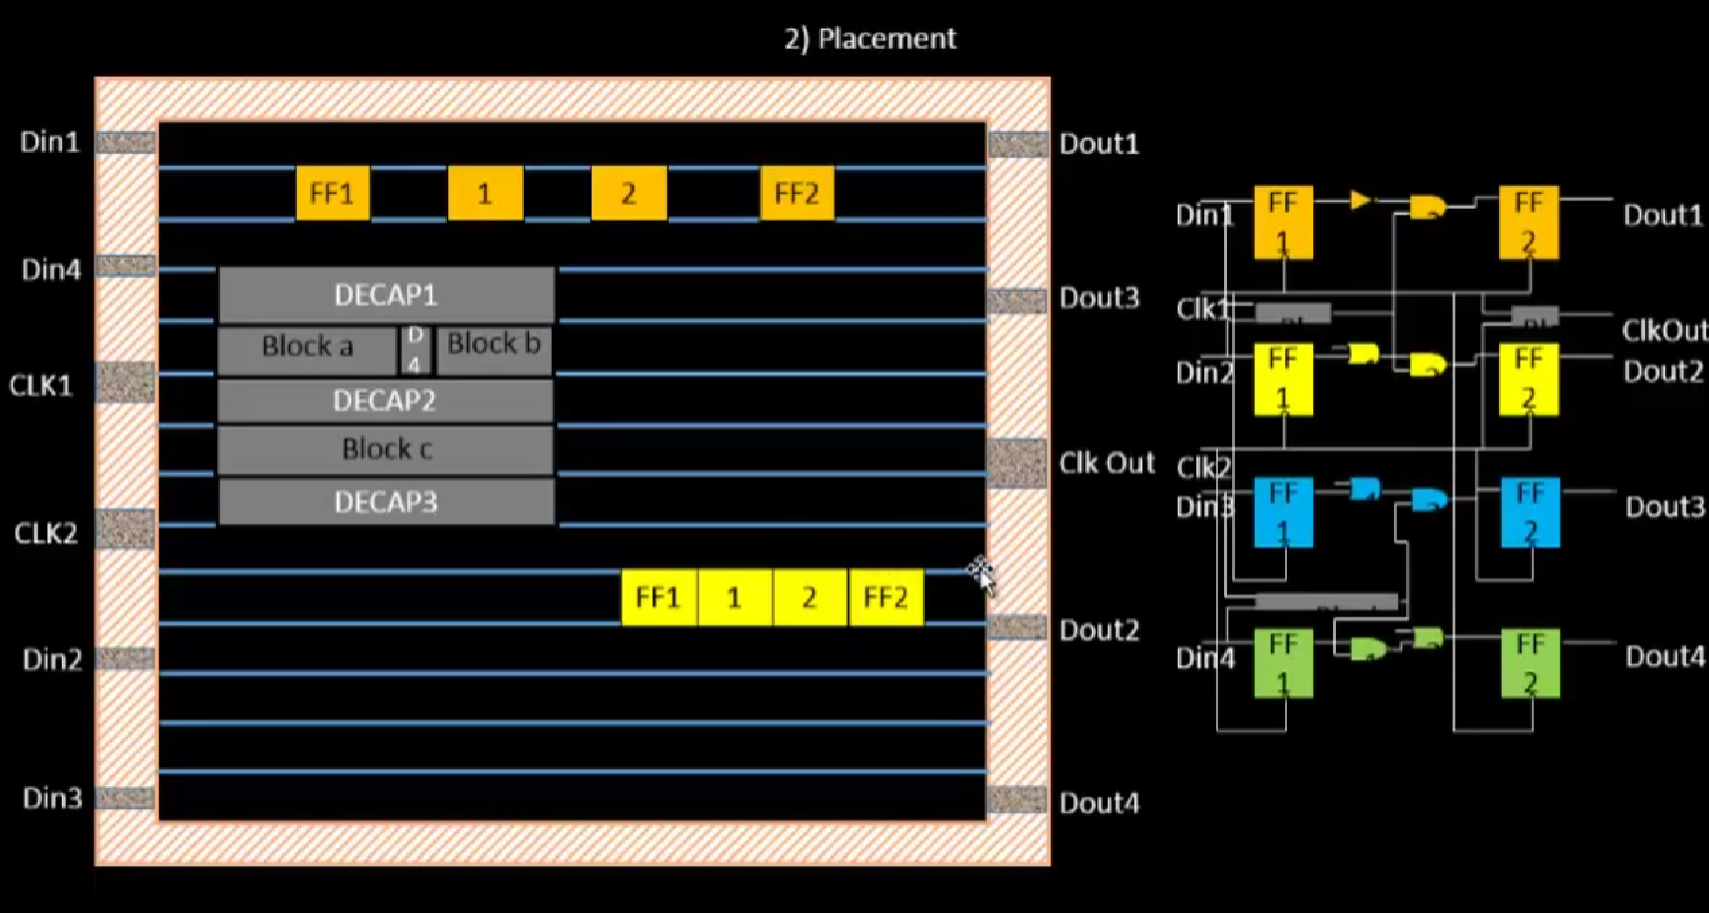 2) Placement
Din1
Dout1
FF1
1
2
FF2
Din4
DECAP1
Dout3
Block a
D
4
Block b
CLK1
DECAP2
Block c
Clk Out
DECAP3
CLK2
FF1
1
2
FF2
Dout2
Din2
Din3
Dout4
Din1
FF
1
FF
2
Dout1
Clk1
ClkOut
Din2
FF
1
FF
2
Dout2
Clk2
Din3
FF
1
FF
2
Dout3
Din4
FF
1
FF
2
Dout4